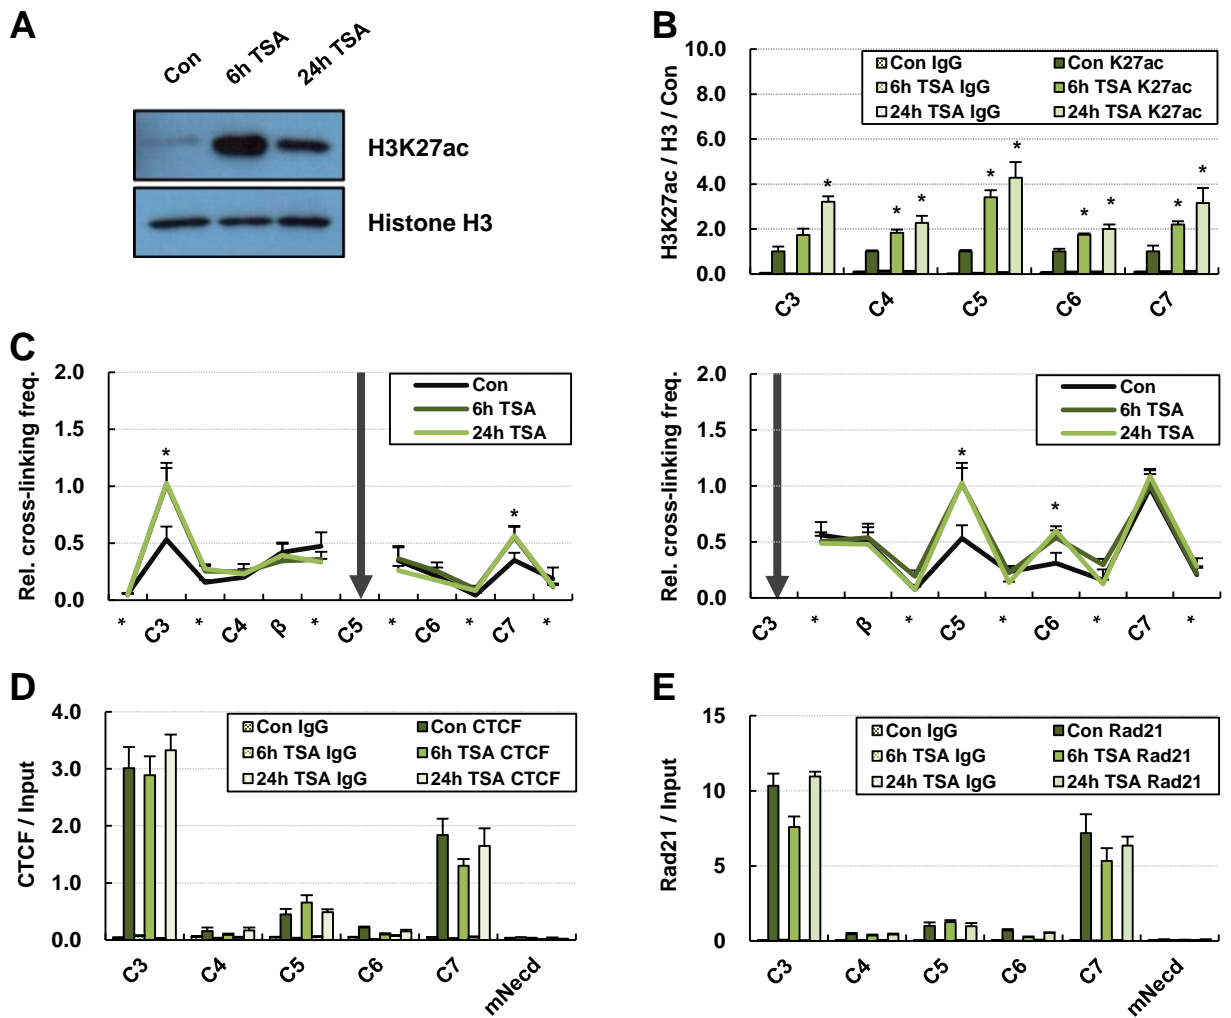 A
Con
6h TSA
24h TSA
H3K27ac
Histone H3
B
H3K27ac / H3 / Con
10.0
8.0
6.0
4.0
2.0
0.0
Con IgG
Con K27ac
6h TSA IgG
6h TSA K27ac
24h TSA IgG
24h TSA K27ac
* * * * * * * * *
C3 C4 C5 C6 C7
C
Rel. cross-linking freq.
2.0
1.5
1.0
0.5
0.0
Con
6h TSA
24h TSA
* *
* C3 * C4 β * C5 * C6 * C7 *
Rel. cross-linking freq.
2.0
1.5
1.0
0.5
0.0
Con
6h TSA
24h TSA
* *
C3 * β * C5 * C6 * C7 *
D
CTCF / Input
4.0
3.0
2.0
1.0
0.0
Con IgG
Con CTCF
6h TSA IgG
6h TSA CTCF
24h TSA IgG
24h TSA CTCF
C3 C4 C5 C6 C7 mNecd
E
Rad21 / Input
15
10
5
0
Con IgG
Con Rad21
6h TSA IgG
6h TSA Rad21
24h TSA IgG
24h TSA Rad21
C3 C4 C5 C6 C7 mNecd